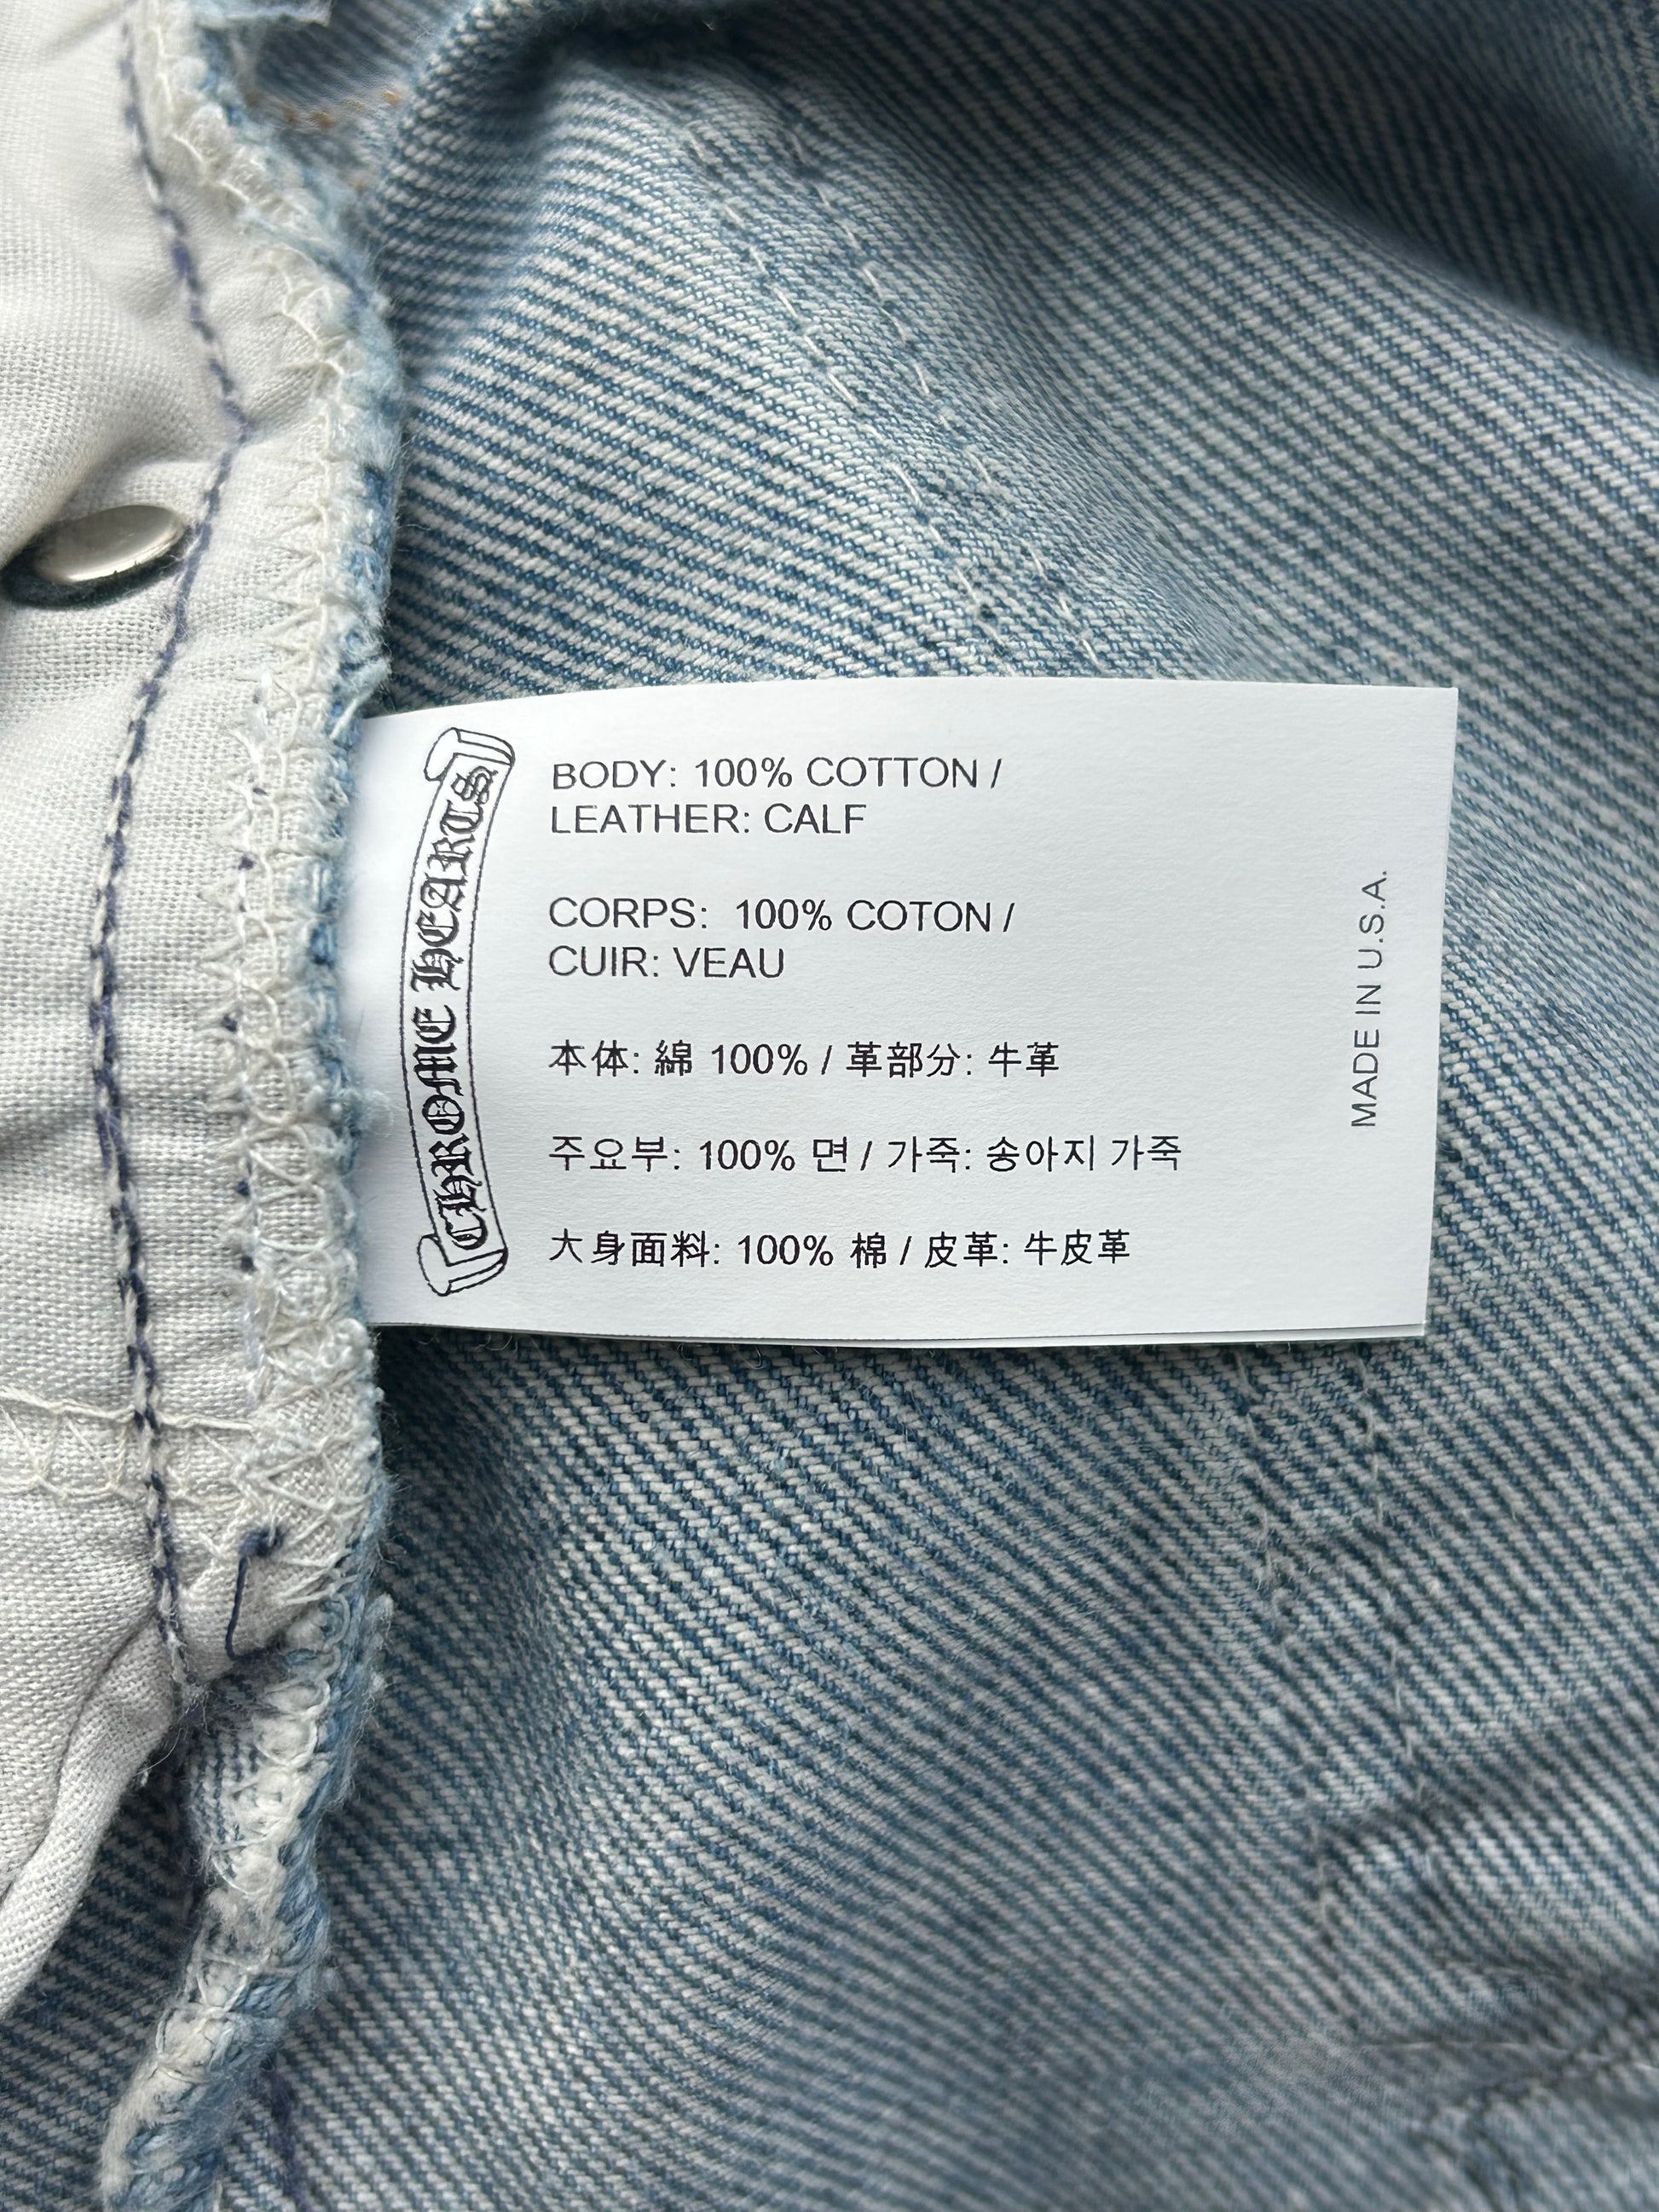 CHROME HEARTS
BODY: 100% COTTON /
LEATHER: CALF
CORPS: 100% COTON /
CUIR: VEAU
本体: 綿 100% / 革部分: 牛革
주요부: 100% 면 / 가죽: 송아지 가죽
大身面料: 100% 棉 / 皮革: 牛皮革
MADE IN U.S.A.